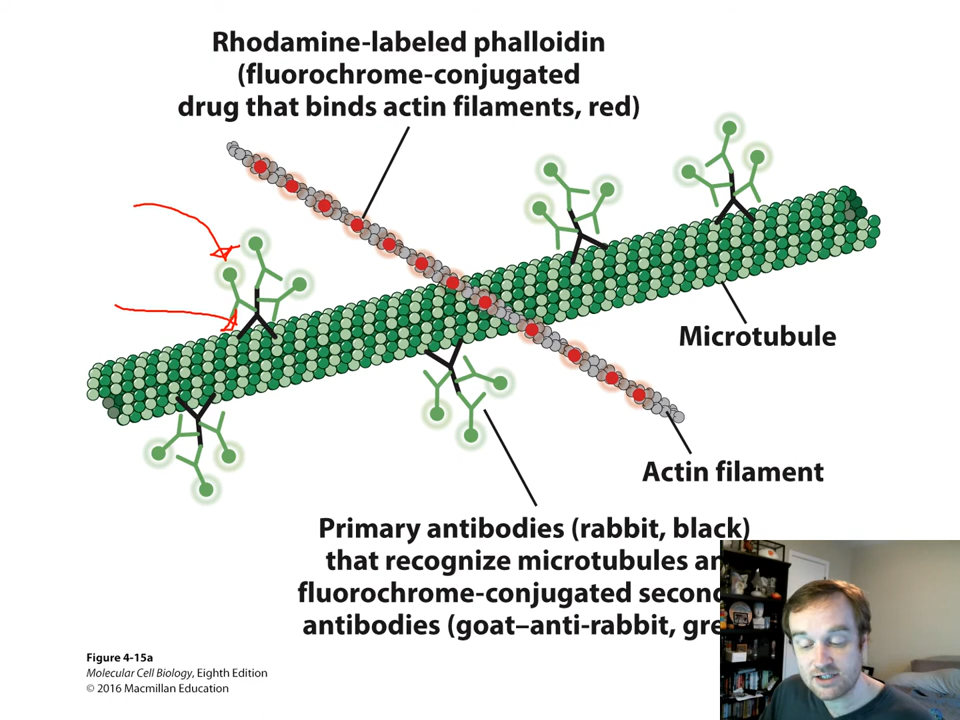 Rhodamine-labeled phalloidin
(fluorochrome-conjugated
drug that binds actin filaments, red)
Microtubule
Actin filament
Primary antibodies (rabbit, black)
that recognize microtubules an
fluorochrome-conjugated second
antibodies (goat–anti-rabbit, gre
Figure 4-15a
Molecular Cell Biology, Eighth Edition
© 2016 Macmillan Education